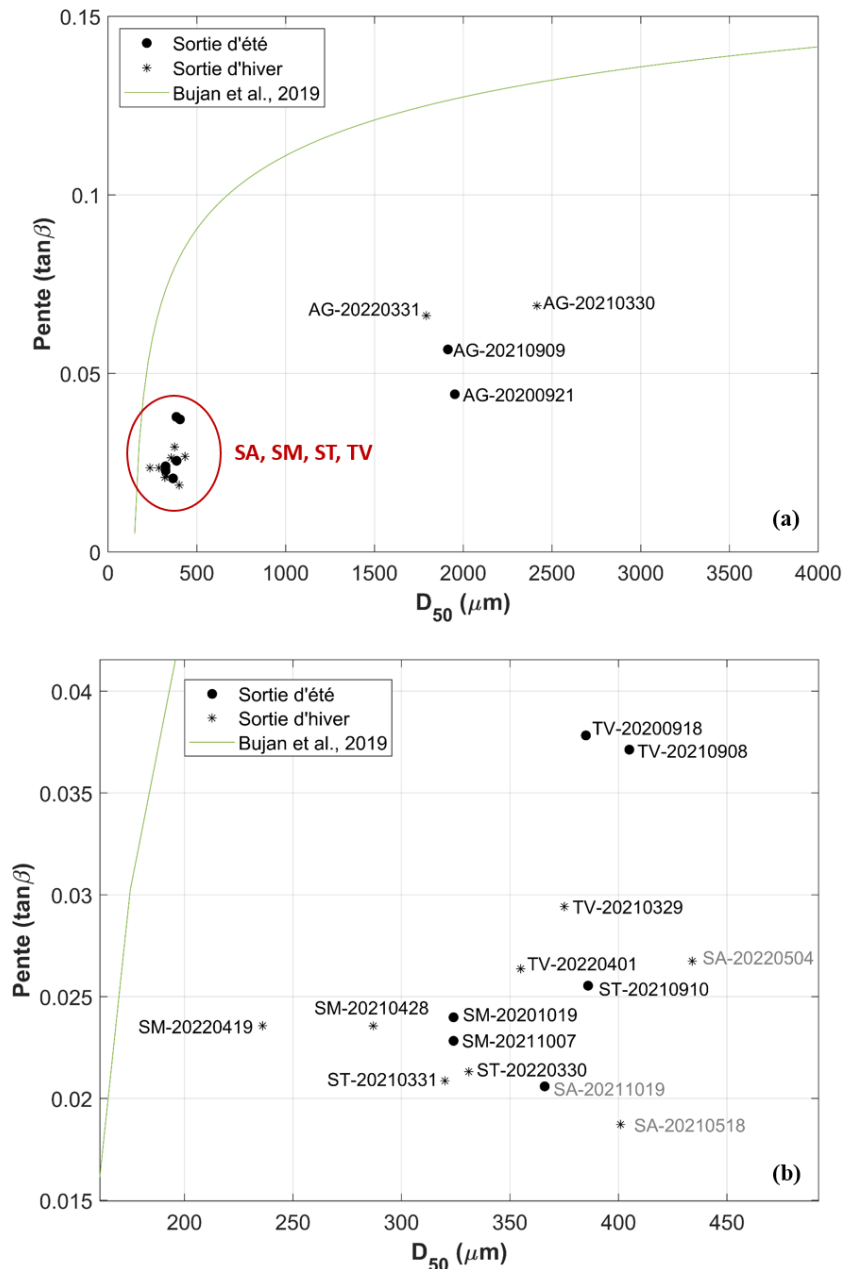 0.15
Sortie d'été
Sortie d'hiver
Bujan et al., 2019
0.1
AG-20220331
AG-20210330
AG-20210909
0.05
AG-20200921
SA, SM, ST, TV
(a)
0
0 500 1000 1500 2000 2500 3000 3500 4000
Pente (tanβ)
D50 (μm)
Sortie d'été
Sortie d'hiver
Bujan et al., 2019
0.04
TV-20200918
TV-20210908
0.035
0.03
TV-20210329
SA-20220504
TV-20220401
ST-20210910
0.025
SM-20210428
SM-20201019
SM-20220419
SM-20211007
ST-20220330
ST-20210331
SA-20211019
0.02
SA-20210518
(b)
0.015
200 250 300 350 400 450
Pente (tanβ)
D50 (μm)